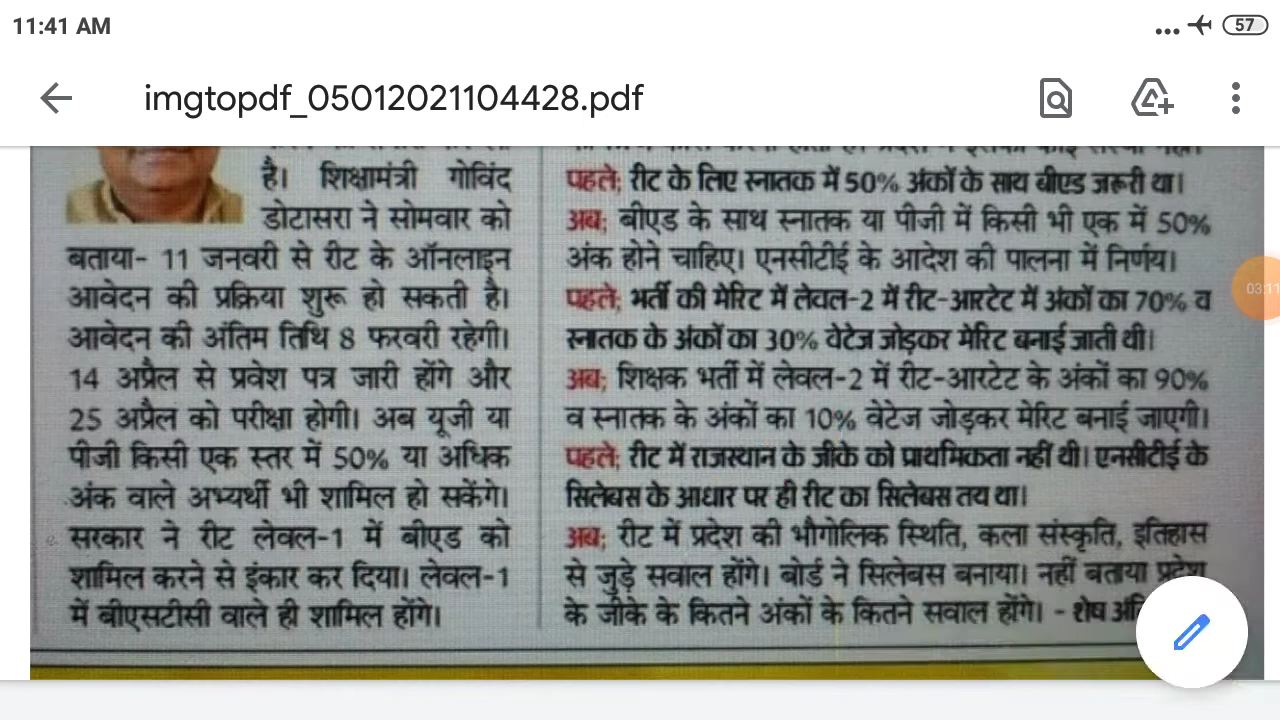 11:41 AM
57
imgtopdf_05012021104428.pdf
है। शिक्षामंत्री गोविंद
डोटासरा ने सोमवार को
बताया- 11 जनवरी से रीट के ऑनलाइन
आवेदन की प्रक्रिया शुरू हो सकती है।
आवेदन की अंतिम तिथि 8 फरवरी रहेगी।
14 अप्रैल से प्रवेश पत्र जारी होंगे और
25 अप्रैल को परीक्षा होगी। अब यूजी या
पीजी किसी एक स्तर में 50% या अधिक
अंक वाले अभ्यर्थी भी शामिल हो सकेंगे।
सरकार ने रीट लेवल-1 में बीएड को
शामिल करने से इंकार कर दिया। लेवल-1
में बीएसटीसी वाले ही शामिल होंगे।
पहले; रीट के लिए स्नातक में 50% अंकों के साथ बीएड जरूरी था।
अब; बीएड के साथ स्नातक या पीजी में किसी भी एक में 50%
अंक होने चाहिए। एनसीटीई के आदेश की पालना में निर्णय।
पहले; भर्ती की मेरिट में लेवल-2 में रीट-आरटेट में अंकों का 70% व
स्नातक के अंकों का 30% वेटेज जोड़कर मेरिट बनाई जाती थी।
अब; शिक्षक भर्ती में लेवल-2 में रीट-आरटेट के अंकों का 90%
व स्नातक के अंकों का 10% वेटेज जोड़कर मेरिट बनाई जाएगी।
पहले; रीट में राजस्थान के जीके को प्राथमिकता नहीं थी। एनसीटीई के
सिलेबस के आधार पर ही रीट का सिलेबस तय था।
अब; रीट में प्रदेश की भौगोलिक स्थिति, कला संस्कृति, इतिहास
से जुड़े सवाल होंगे। बोर्ड ने सिलेबस बनाया। नहीं बताया प्रदेश
के जीके के कितने अंकों के कितने सवाल होंगे। - शेष
03:11